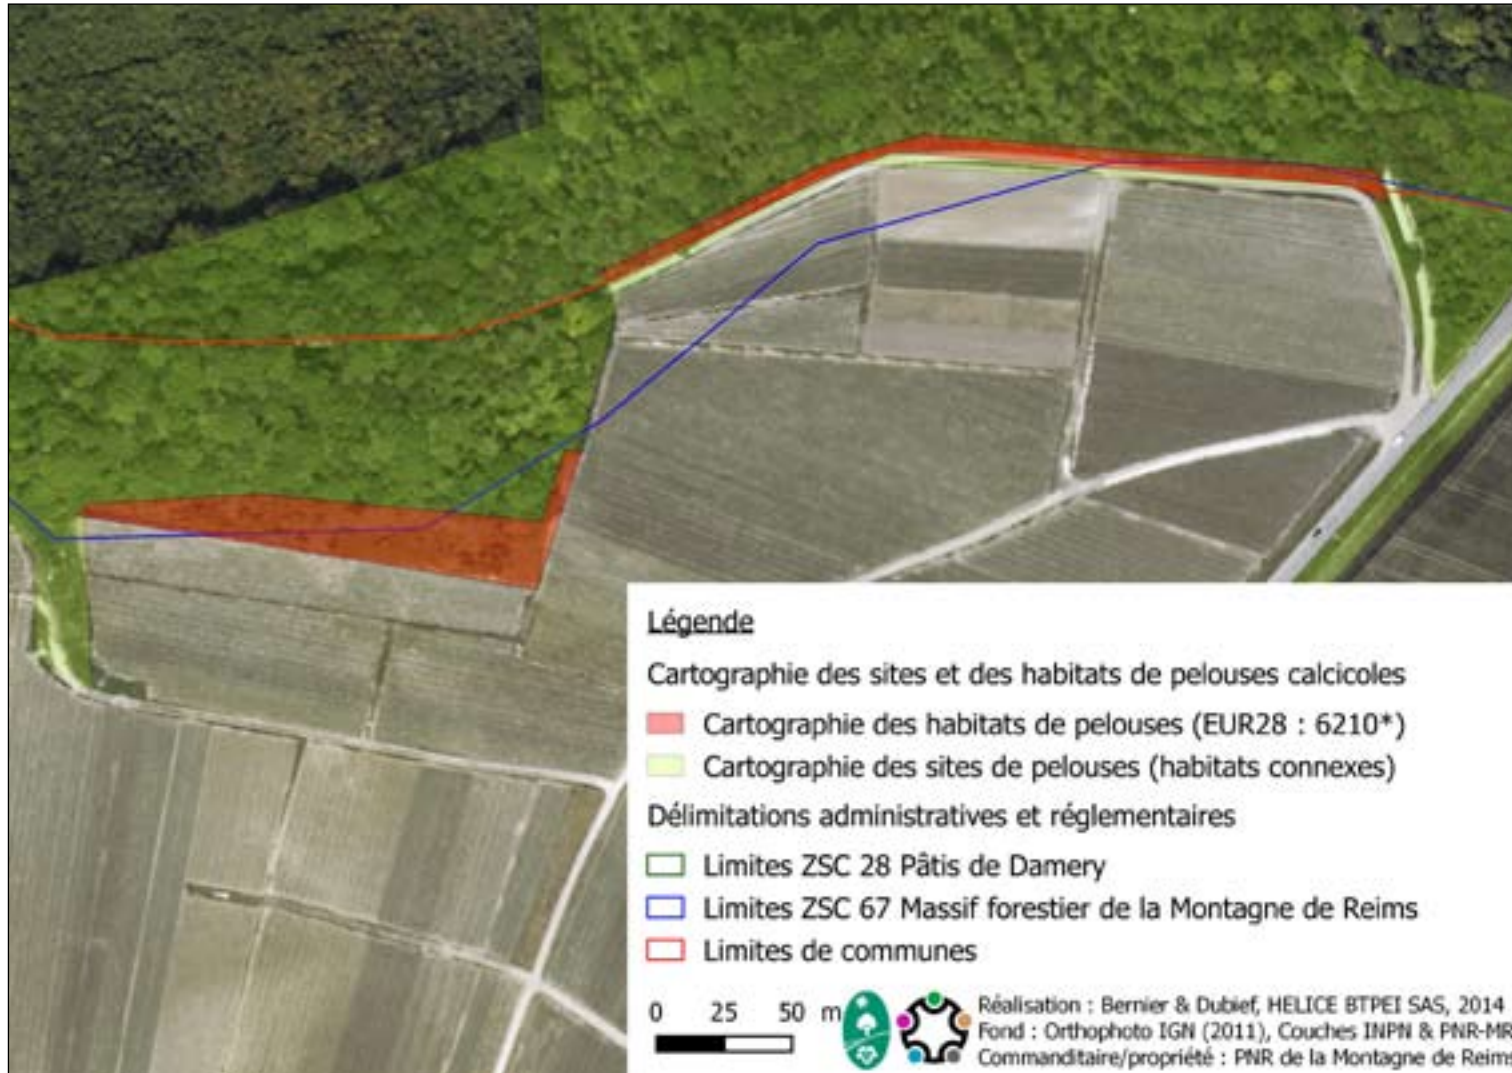 Légende
Cartographie des sites et des habitats de pelouses calcicoles
Cartographie des habitats de pelouses (EUR28 : 6210*)
Cartographie des sites de pelouses (habitats connexes)
Délimitations administratives et réglementaires
Limites ZSC 28 Pâtis de Damery
Limites ZSC 67 Massif forestier de la Montagne de Reims
Limites de communes
0 25 50 m
Réalisation : Bernier & Dubief, HELICE BTPEI SAS, 2014
Fond : Orthophoto IGN (2011), Couches INPN & PNR-MR
Commanditaire/propriété : PNR de la Montagne de Reims